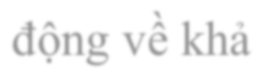 động về khả